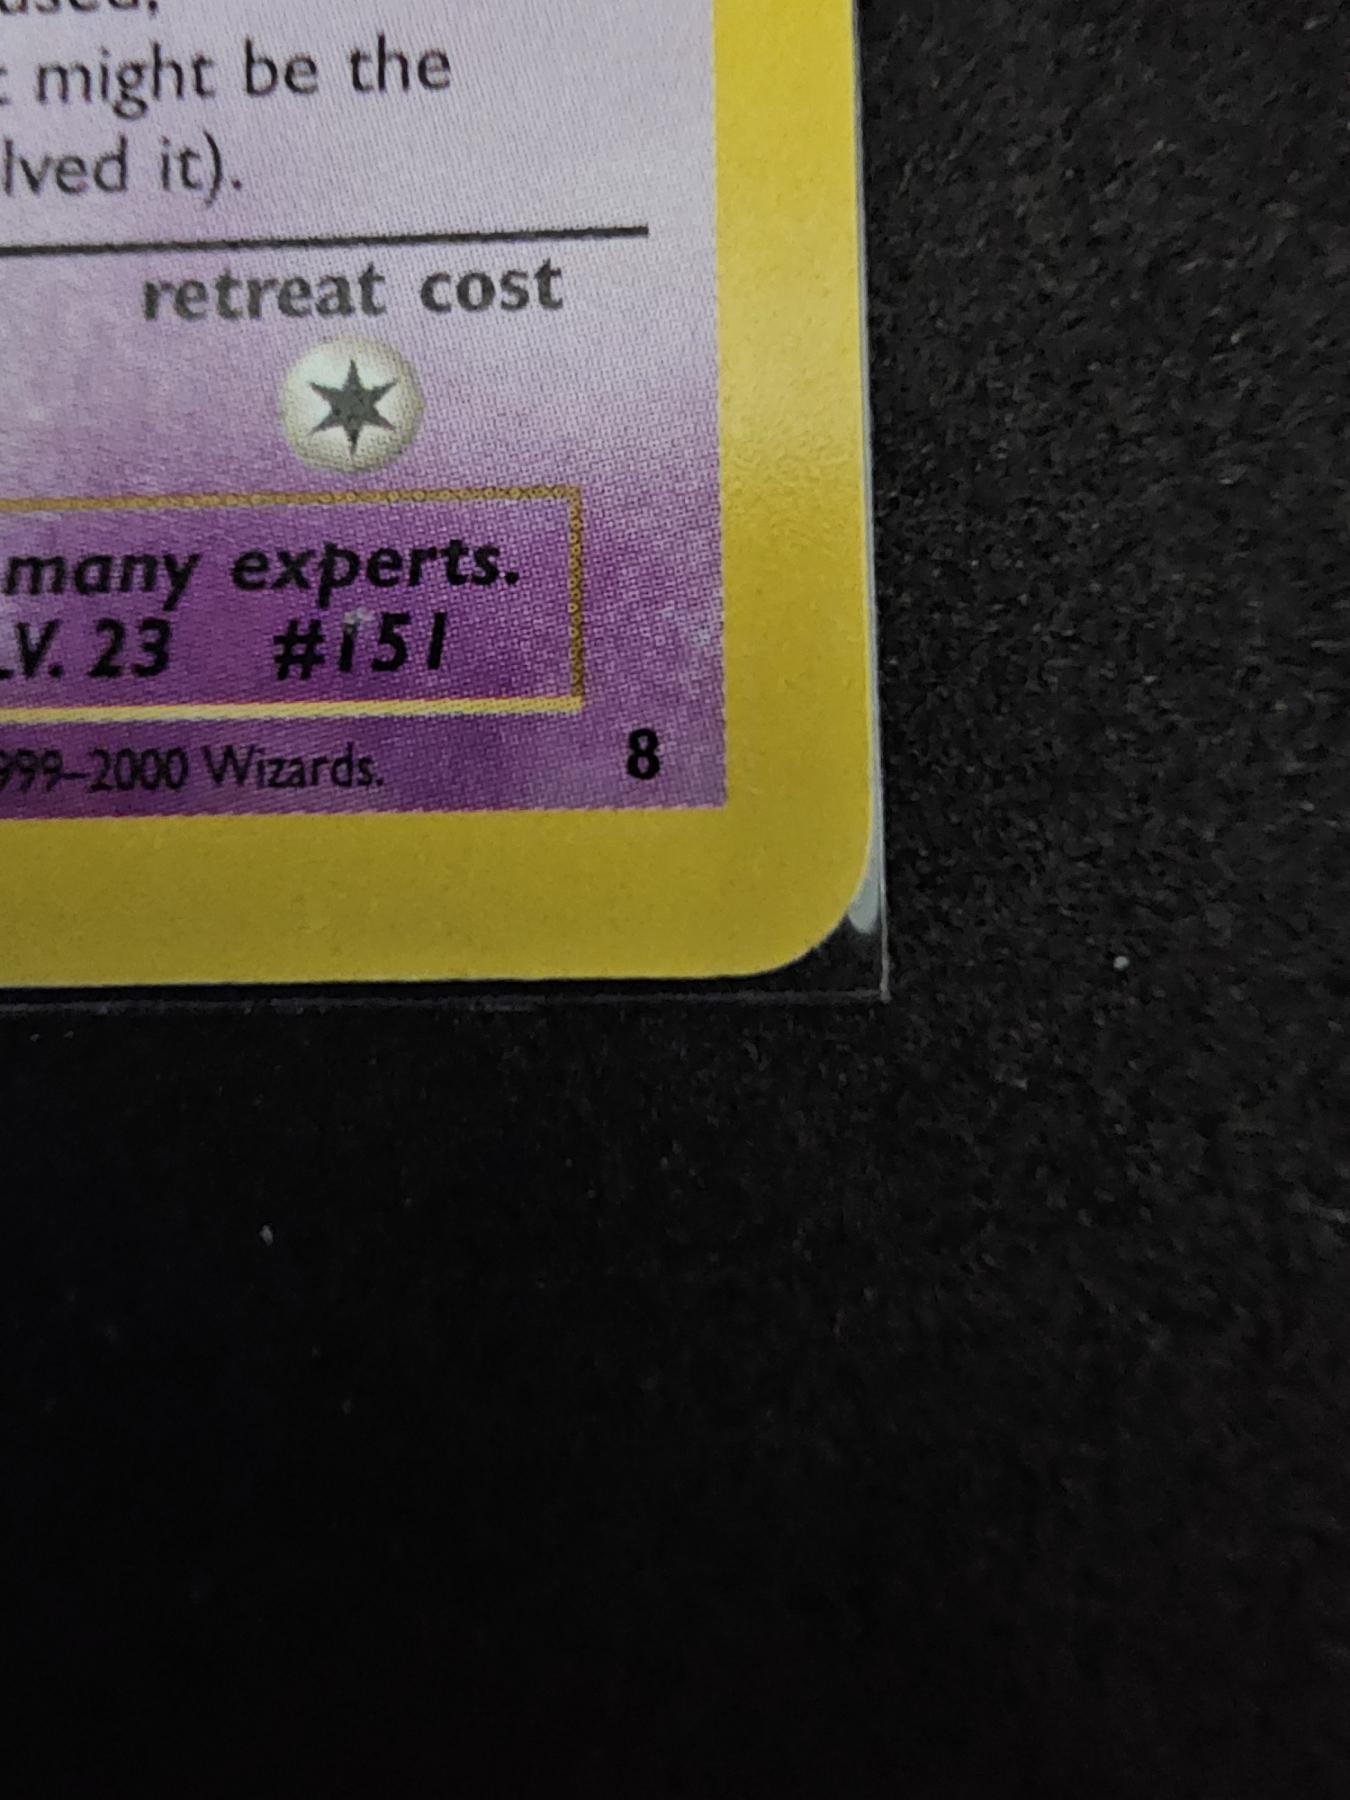 might be the
lved it).
retreat cost
many experts.
LV. 23 #151
999–2000 Wizards. 8